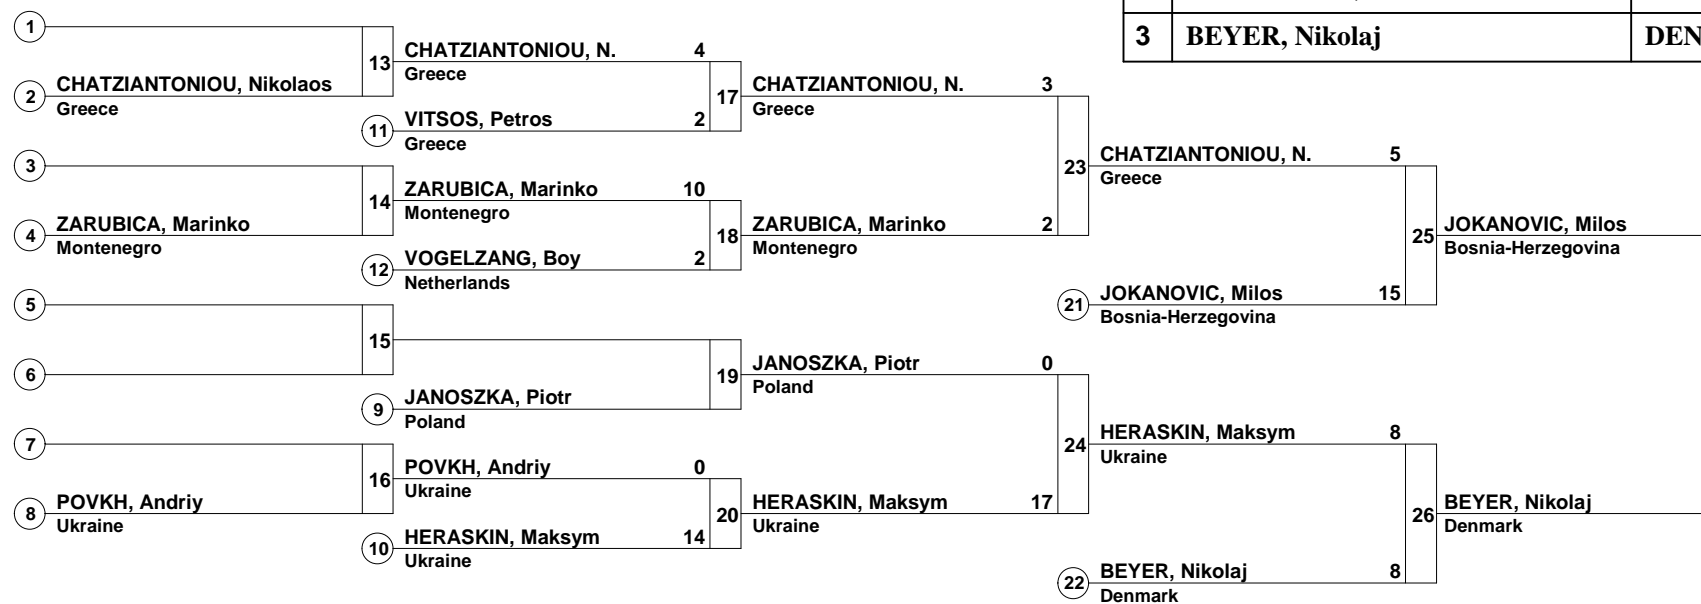 3 BEYER, Nikolaj DEN
1
13 CHATZIANTONIOU, N. 4
Greece
2 CHATZIANTONIOU, Nikolaos
Greece
17 CHATZIANTONIOU, N. 3
Greece
11 VITSOS, Petros 2
Greece
3
14 ZARUBICA, Marinko 10
Montenegro
4 ZARUBICA, Marinko
Montenegro
18 ZARUBICA, Marinko 2
Montenegro
12 VOGELZANG, Boy 2
Netherlands
23 CHATZIANTONIOU, N. 5
Greece
25 JOKANOVIC, Milos
Bosnia-Herzegovina
21 JOKANOVIC, Milos 15
Bosnia-Herzegovina
5
15
6
19 JANOSZKA, Piotr 0
Poland
9 JANOSZKA, Piotr
Poland
7
16 POVKH, Andriy 0
Ukraine
8 POVKH, Andriy
Ukraine
20 HERASKIN, Maksym 17
Ukraine
10 HERASKIN, Maksym 14
Ukraine
24 HERASKIN, Maksym 8
Ukraine
26 BEYER, Nikolaj
Denmark
22 BEYER, Nikolaj 8
Denmark